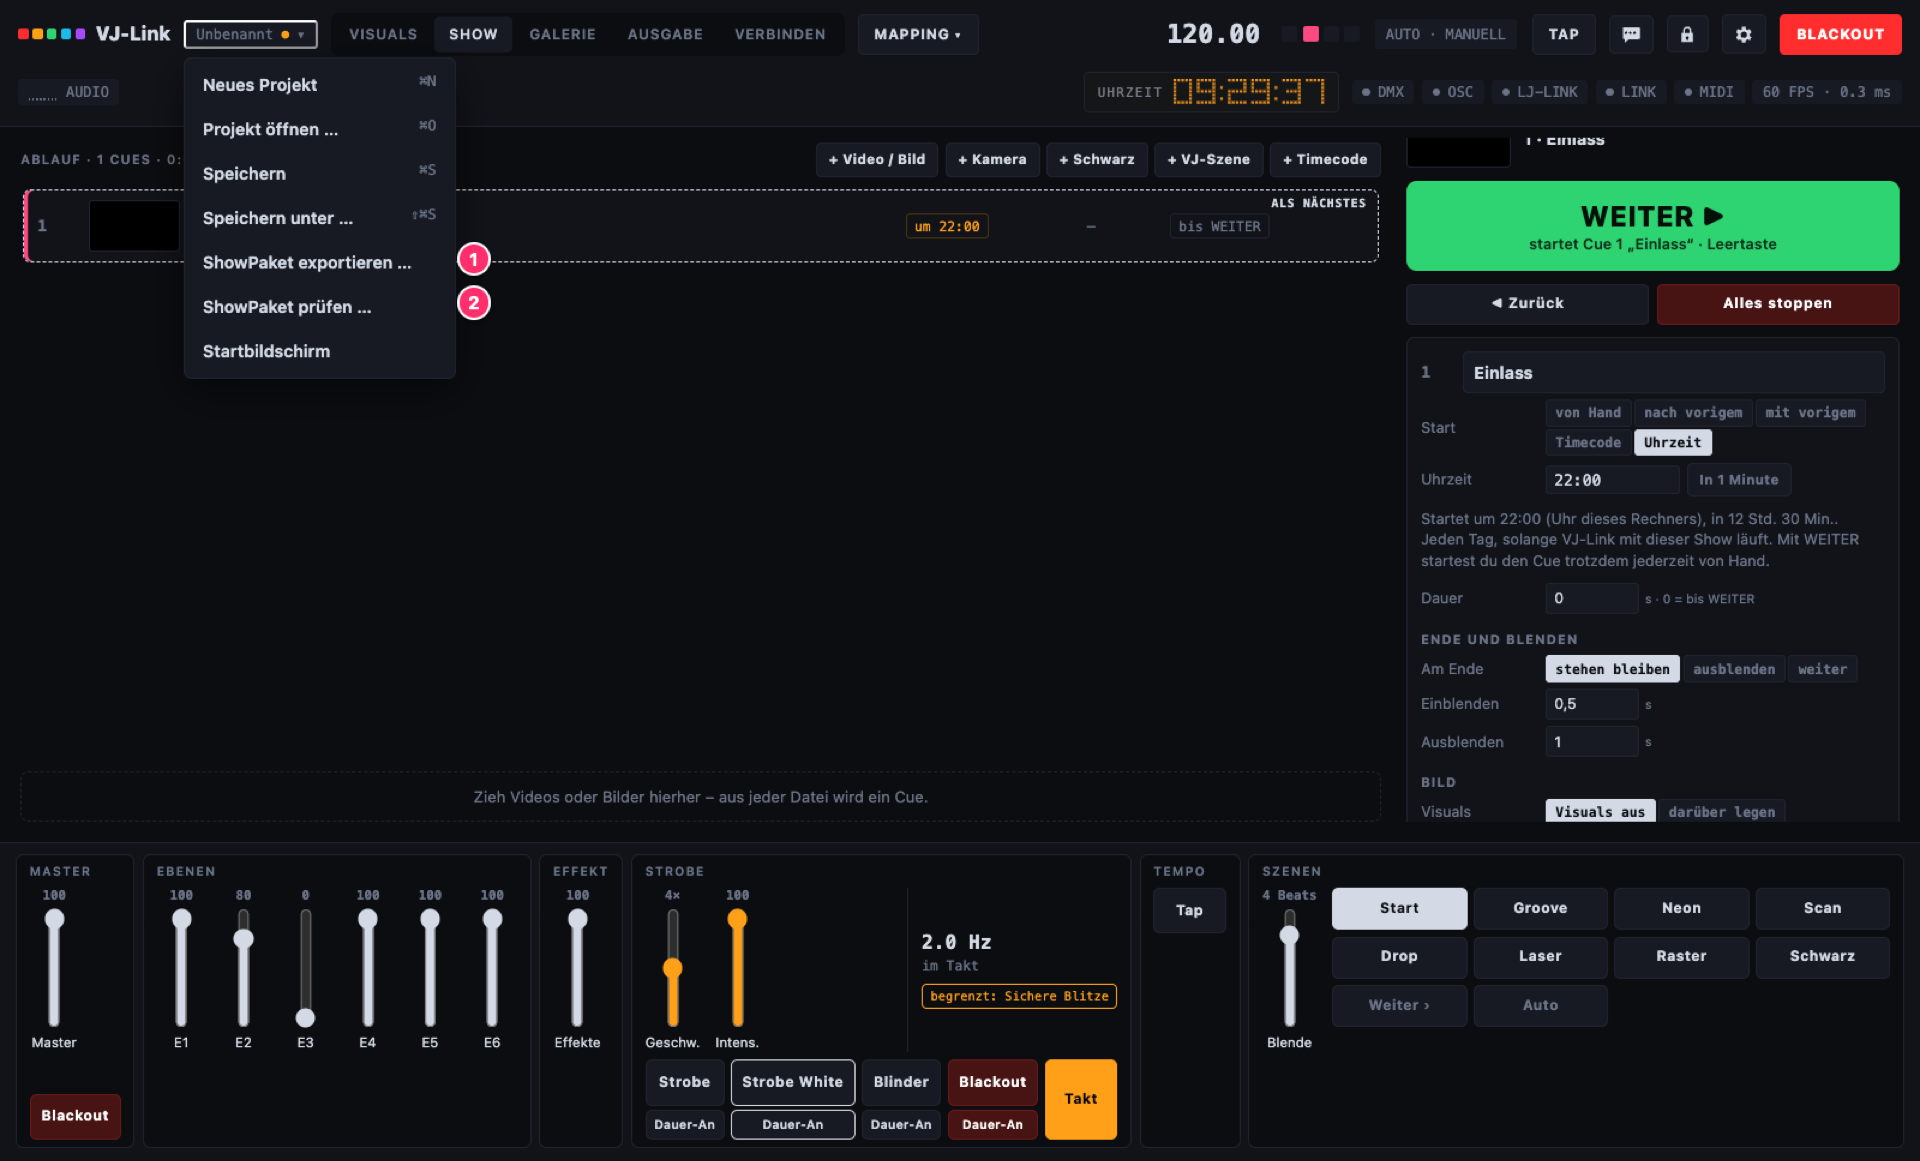 VJ-Link
Unbenannt
VISUALS
SHOW
GALERIE
AUSGABE
VERBINDEN
MAPPING
120.00
AUTO · MANUELL
TAP
BLACKOUT
AUDIO
UHRZEIT 09:29:37
DMX
OSC
LJ-LINK
LINK
MIDI
60 FPS · 0.3 ms
Neues Projekt ⌘N
Projekt öffnen ... ⌘O
Speichern ⌘S
Speichern unter ... ⇧⌘S
ShowPaket exportieren ... 1
ShowPaket prüfen ... 2
Startbildschirm
ABLAUF · 1 CUES · 0:
+ Video / Bild
+ Kamera
+ Schwarz
+ VJ-Szene
+ Timecode
ALS NÄCHSTES
1
um 22:00
–
bis WEITER
Zieh Videos oder Bilder hierher – aus jeder Datei wird ein Cue.
1 · Einlass
WEITER ▶
startet Cue 1 „Einlass“ · Leertaste
◀ Zurück
Alles stoppen
1 Einlass
Start
von Hand
nach vorigem
mit vorigem
Timecode
Uhrzeit
Uhrzeit 22:00 In 1 Minute
Startet um 22:00 (Uhr dieses Rechners), in 12 Std. 30 Min..
Jeden Tag, solange VJ-Link mit dieser Show läuft. Mit WEITER
startest du den Cue trotzdem jederzeit von Hand.
Dauer 0 s · 0 = bis WEITER
ENDE UND BLENDEN
Am Ende stehen bleiben ausblenden weiter
Einblenden 0,5 s
Ausblenden 1 s
BILD
Visuals Visuals aus darüber legen
MASTER
100
Master
Blackout
EBENEN
100 80 0 100 100 100
E1 E2 E3 E4 E5 E6
EFFEKT
100
Effekte
STROBE
4× 100
Geschw. Intens.
2.0 Hz
im Takt
begrenzt: Sichere Blitze
Strobe
Strobe White
Blinder
Blackout
Takt
Dauer-An
Dauer-An
Dauer-An
Dauer-An
TEMPO
Tap
SZENEN
4 Beats
Blende
Start
Groove
Neon
Scan
Drop
Laser
Raster
Schwarz
Weiter ›
Auto